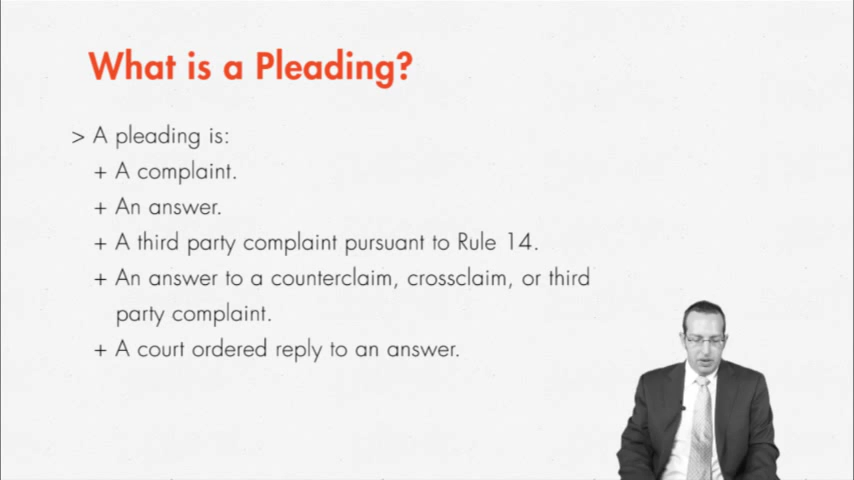 What is a Pleading?
> A pleading is:
+ A complaint.
+ An answer.
+ A third party complaint pursuant to Rule 14.
+ An answer to a counterclaim, crossclaim, or third
party complaint.
+ A court ordered reply to an answer.